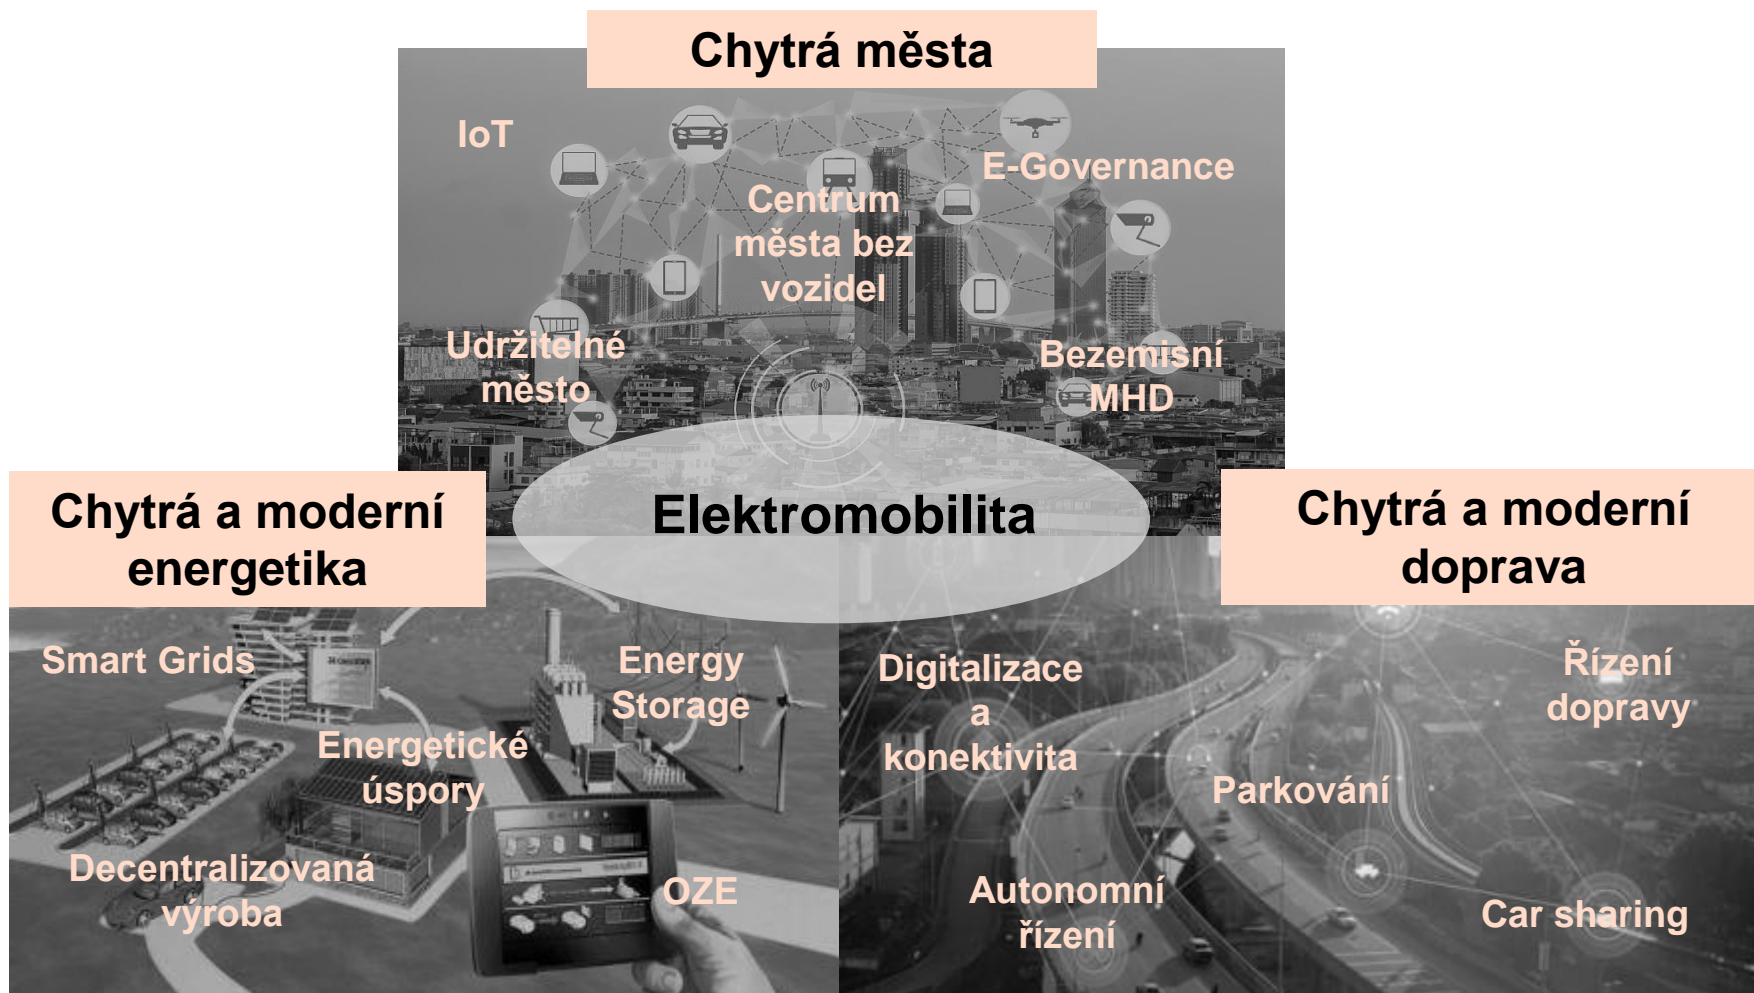 Chytrá města
IoT
E-Governance
Centrum
města bez
vozidel
Udržitelné
město
Bezemisní
MHD
Elektromobilita
Chytrá a moderní
energetika
Chytrá a moderní
doprava
Smart Grids
Energy
Storage
Energetické
úspory
Decentralizovaná
výroba
OZE
Digitalizace
a
konektivita
Řízení
dopravy
Parkování
Autonomní
řízení
Car sharing